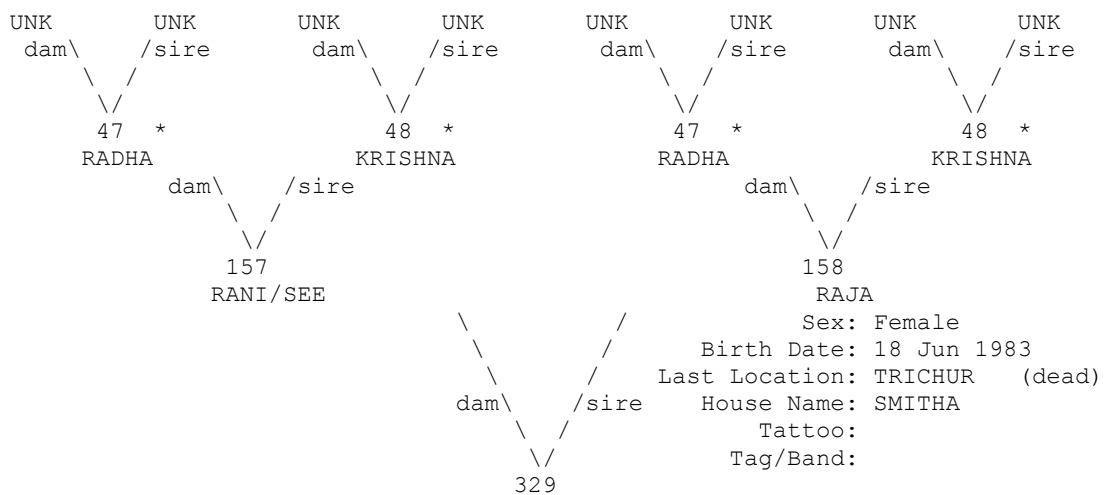 UNK UNK UNK UNK UNK UNK UNK UNK
dam\ /sire dam\ /sire dam\ /sire dam\ /sire
\ / \ / \ / \ /
\/ \/ \/ \/
47 * 48 * 47 * 48 *
RADHA KRISHNA RADHA KRISHNA
dam\ /sire dam\ /sire
\ / \ /
\/ \/
157 158
RANI/SEE RAJA
\ / Sex: Female
\ / Birth Date: 18 Jun 1983
\ / Last Location: TRICHUR (dead)
dam\ /sire House Name: SMITHA
\ / Tattoo:
\/ Tag/Band:
329